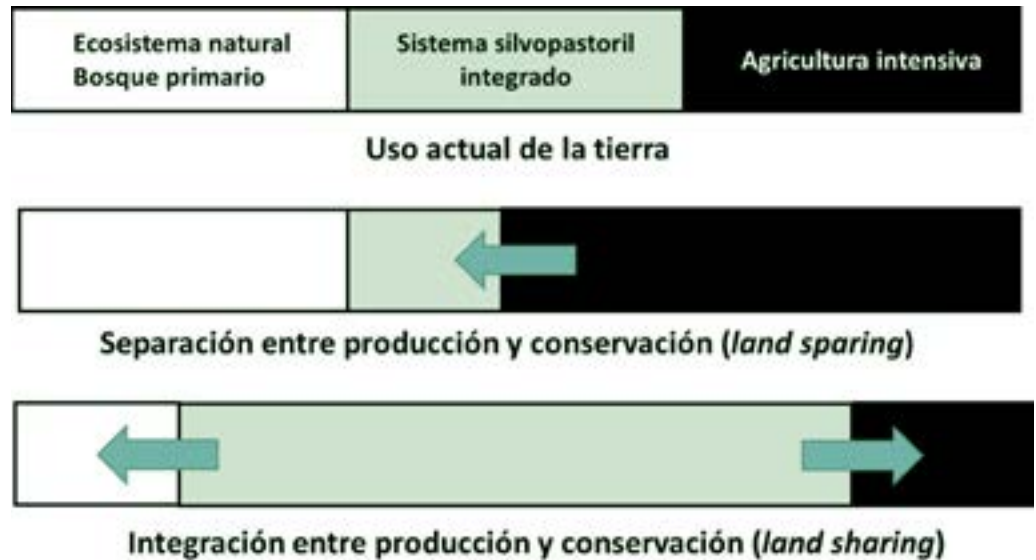 Ecosistema natural
Bosque primario
Sistema silvopastoril
integrado
Agricultura intensiva
Uso actual de la tierra
Separación entre producción y conservación (land sparing)
Integración entre producción y conservación (land sharing)